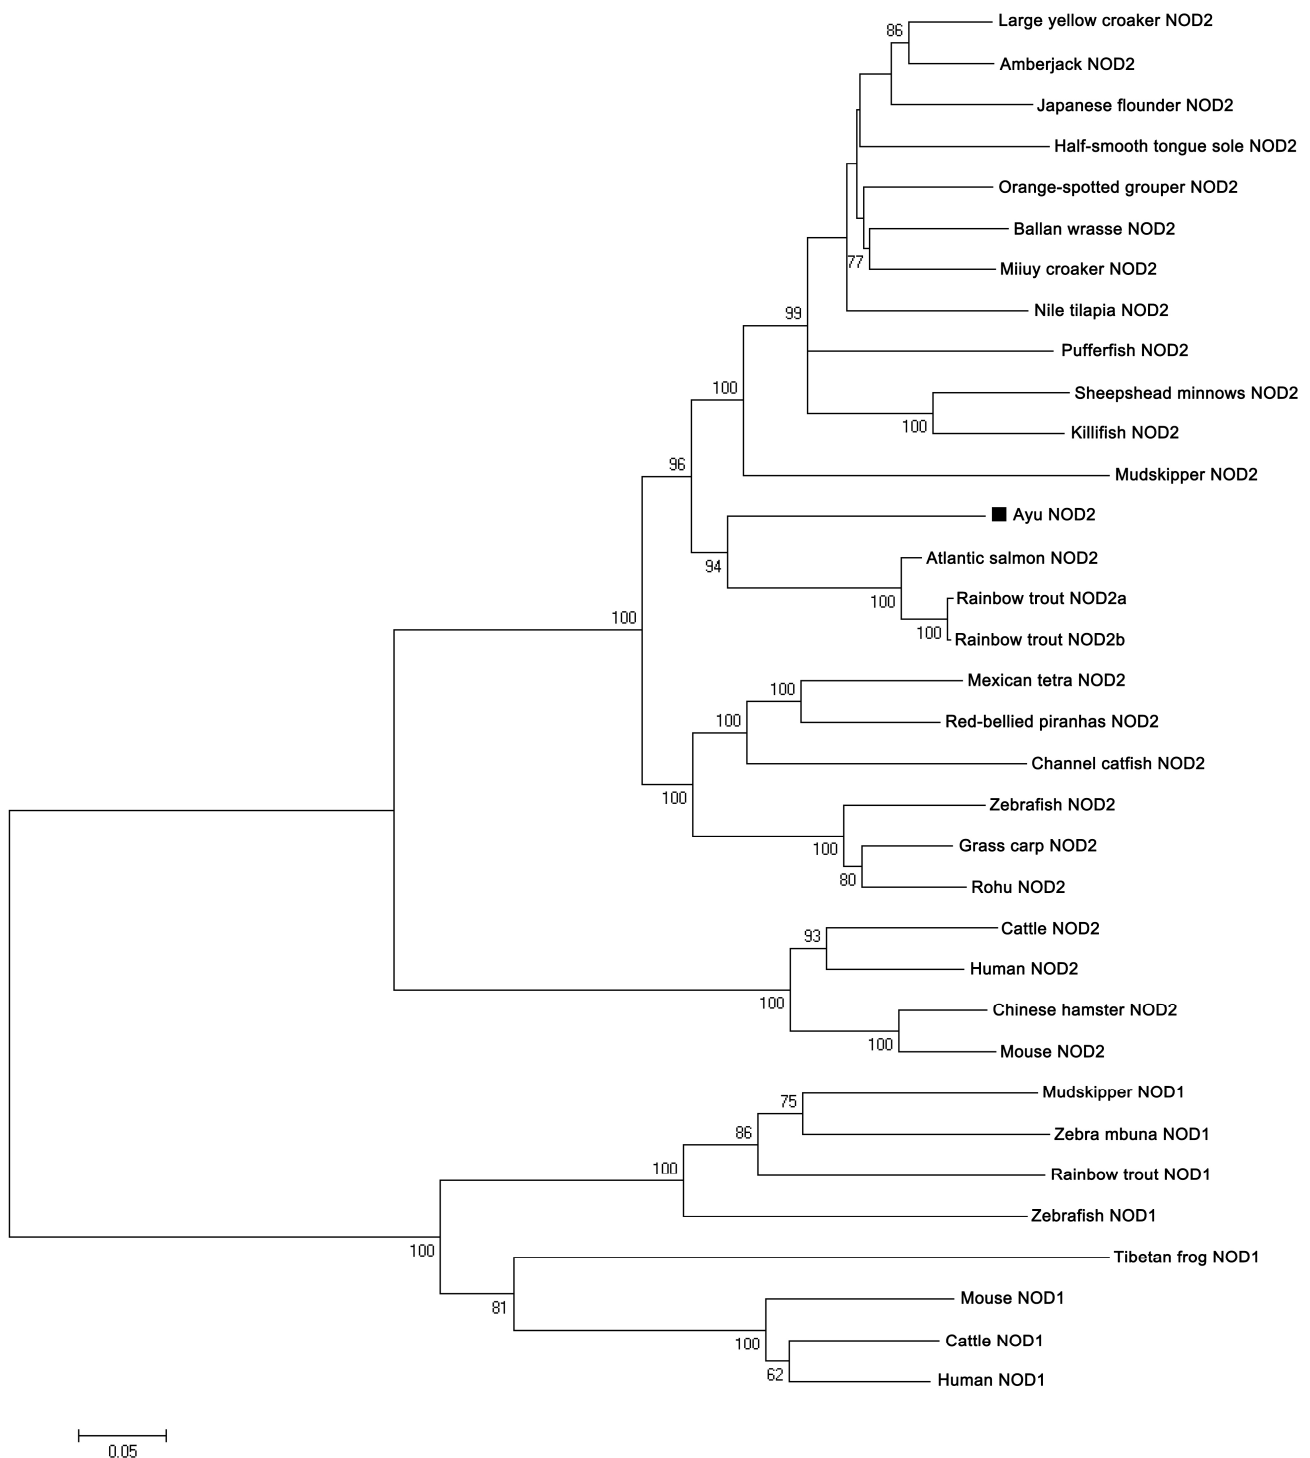 86
Large yellow croaker NOD2
Amberjack NOD2
Japanese flounder NOD2
Half-smooth tongue sole NOD2
Orange-spotted grouper NOD2
Ballan wrasse NOD2
77
Miiuy croaker NOD2
Nile tilapia NOD2
99
Pufferfish NOD2
100
Sheepshead minnows NOD2
100
Killifish NOD2
96
Mudskipper NOD2
Ayu NOD2
94
Atlantic salmon NOD2
100
Rainbow trout NOD2a
100
100
Rainbow trout NOD2b
100
Mexican tetra NOD2
100
Red-bellied piranhas NOD2
Channel catfish NOD2
100
Zebrafish NOD2
100
Grass carp NOD2
80
Rohu NOD2
93
Cattle NOD2
Human NOD2
100
Chinese hamster NOD2
100
Mouse NOD2
75
Mudskipper NOD1
86
Zebra mbuna NOD1
100
Rainbow trout NOD1
Zebrafish NOD1
100
Tibetan frog NOD1
81
Mouse NOD1
100
Cattle NOD1
62
Human NOD1
0.05